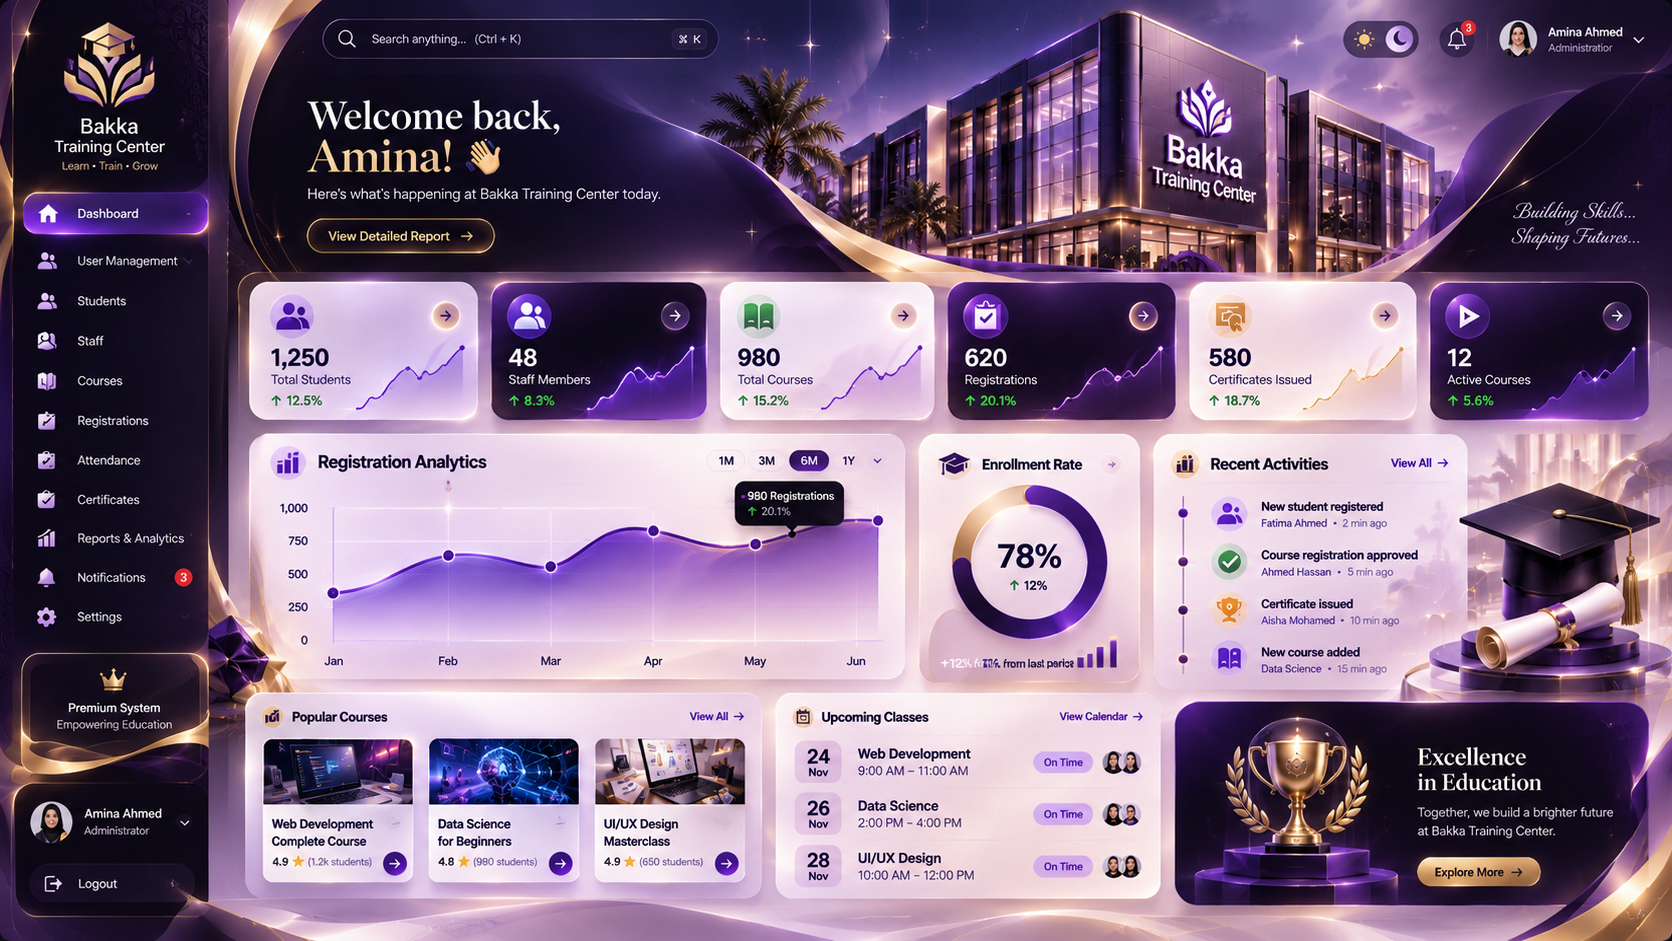 Bakka
Training Center
Learn • Train • Grow
Dashboard
User Management
Students
Staff
Courses
Registrations
Attendance
Certificates
Reports & Analytics
Notifications 3
Settings
Premium System
Empowering Education
Amina Ahmed
Administrator
Logout
Search anything... (Ctrl + K)
⌘ K
3
Amina Ahmed
Administratior
Welcome back,
Amina! 👋
Here's what's happening at Bakka Training Center today.
View Detailed Report →
Bakka
Training Center
Building Skills...
Shaping Futures...
1,250
Total Students
↑ 12.5%
48
Staff Members
↑ 8.3%
980
Total Courses
↑ 15.2%
620
Registrations
↑ 20.1%
580
Certificates Issued
↑ 18.7%
12
Active Courses
↑ 5.6%
Registration Analytics
1M 3M 6M 1Y
980 Registrations
↑ 20.1%
1,000
750
500
250
0
Jan Feb Mar Apr May Jun
Enrollment Rate
78%
↑ 12%
+12% from last period
Recent Activities
View All →
New student registered
Fatima Ahmed • 2 min ago
Course registration approved
Ahmed Hassan • 5 min ago
Certificate issued
Aisha Mohamed • 10 min ago
New course added
Data Science • 15 min ago
Popular Courses
View All →
Web Development
Complete Course
4.9 ⭐ (1.2k students)
Data Science
for Beginners
4.8 ⭐ (980 students)
UI/UX Design
Masterclass
4.9 ⭐ (650 students)
Upcoming Classes
View Calendar →
24
Nov
Web Development
9:00 AM – 11:00 AM
On Time
26
Nov
Data Science
2:00 PM – 4:00 PM
On Time
28
Nov
UI/UX Design
10:00 AM – 12:00 PM
On Time
Excellence
in Education
Together, we build a brighter future
at Bakka Training Center.
Explore More →